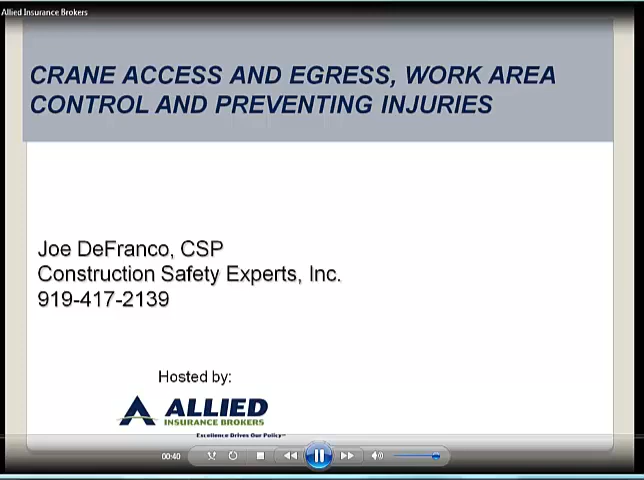 Allied Insurance Brokers
CRANE ACCESS AND EGRESS, WORK AREA
CONTROL AND PREVENTING INJURIES
Joe DeFranco, CSP
Construction Safety Experts, Inc.
919-417-2139
Hosted by:
ALLIED
INSURANCE BROKERS
Excellence Drives Our Policy™
00:40